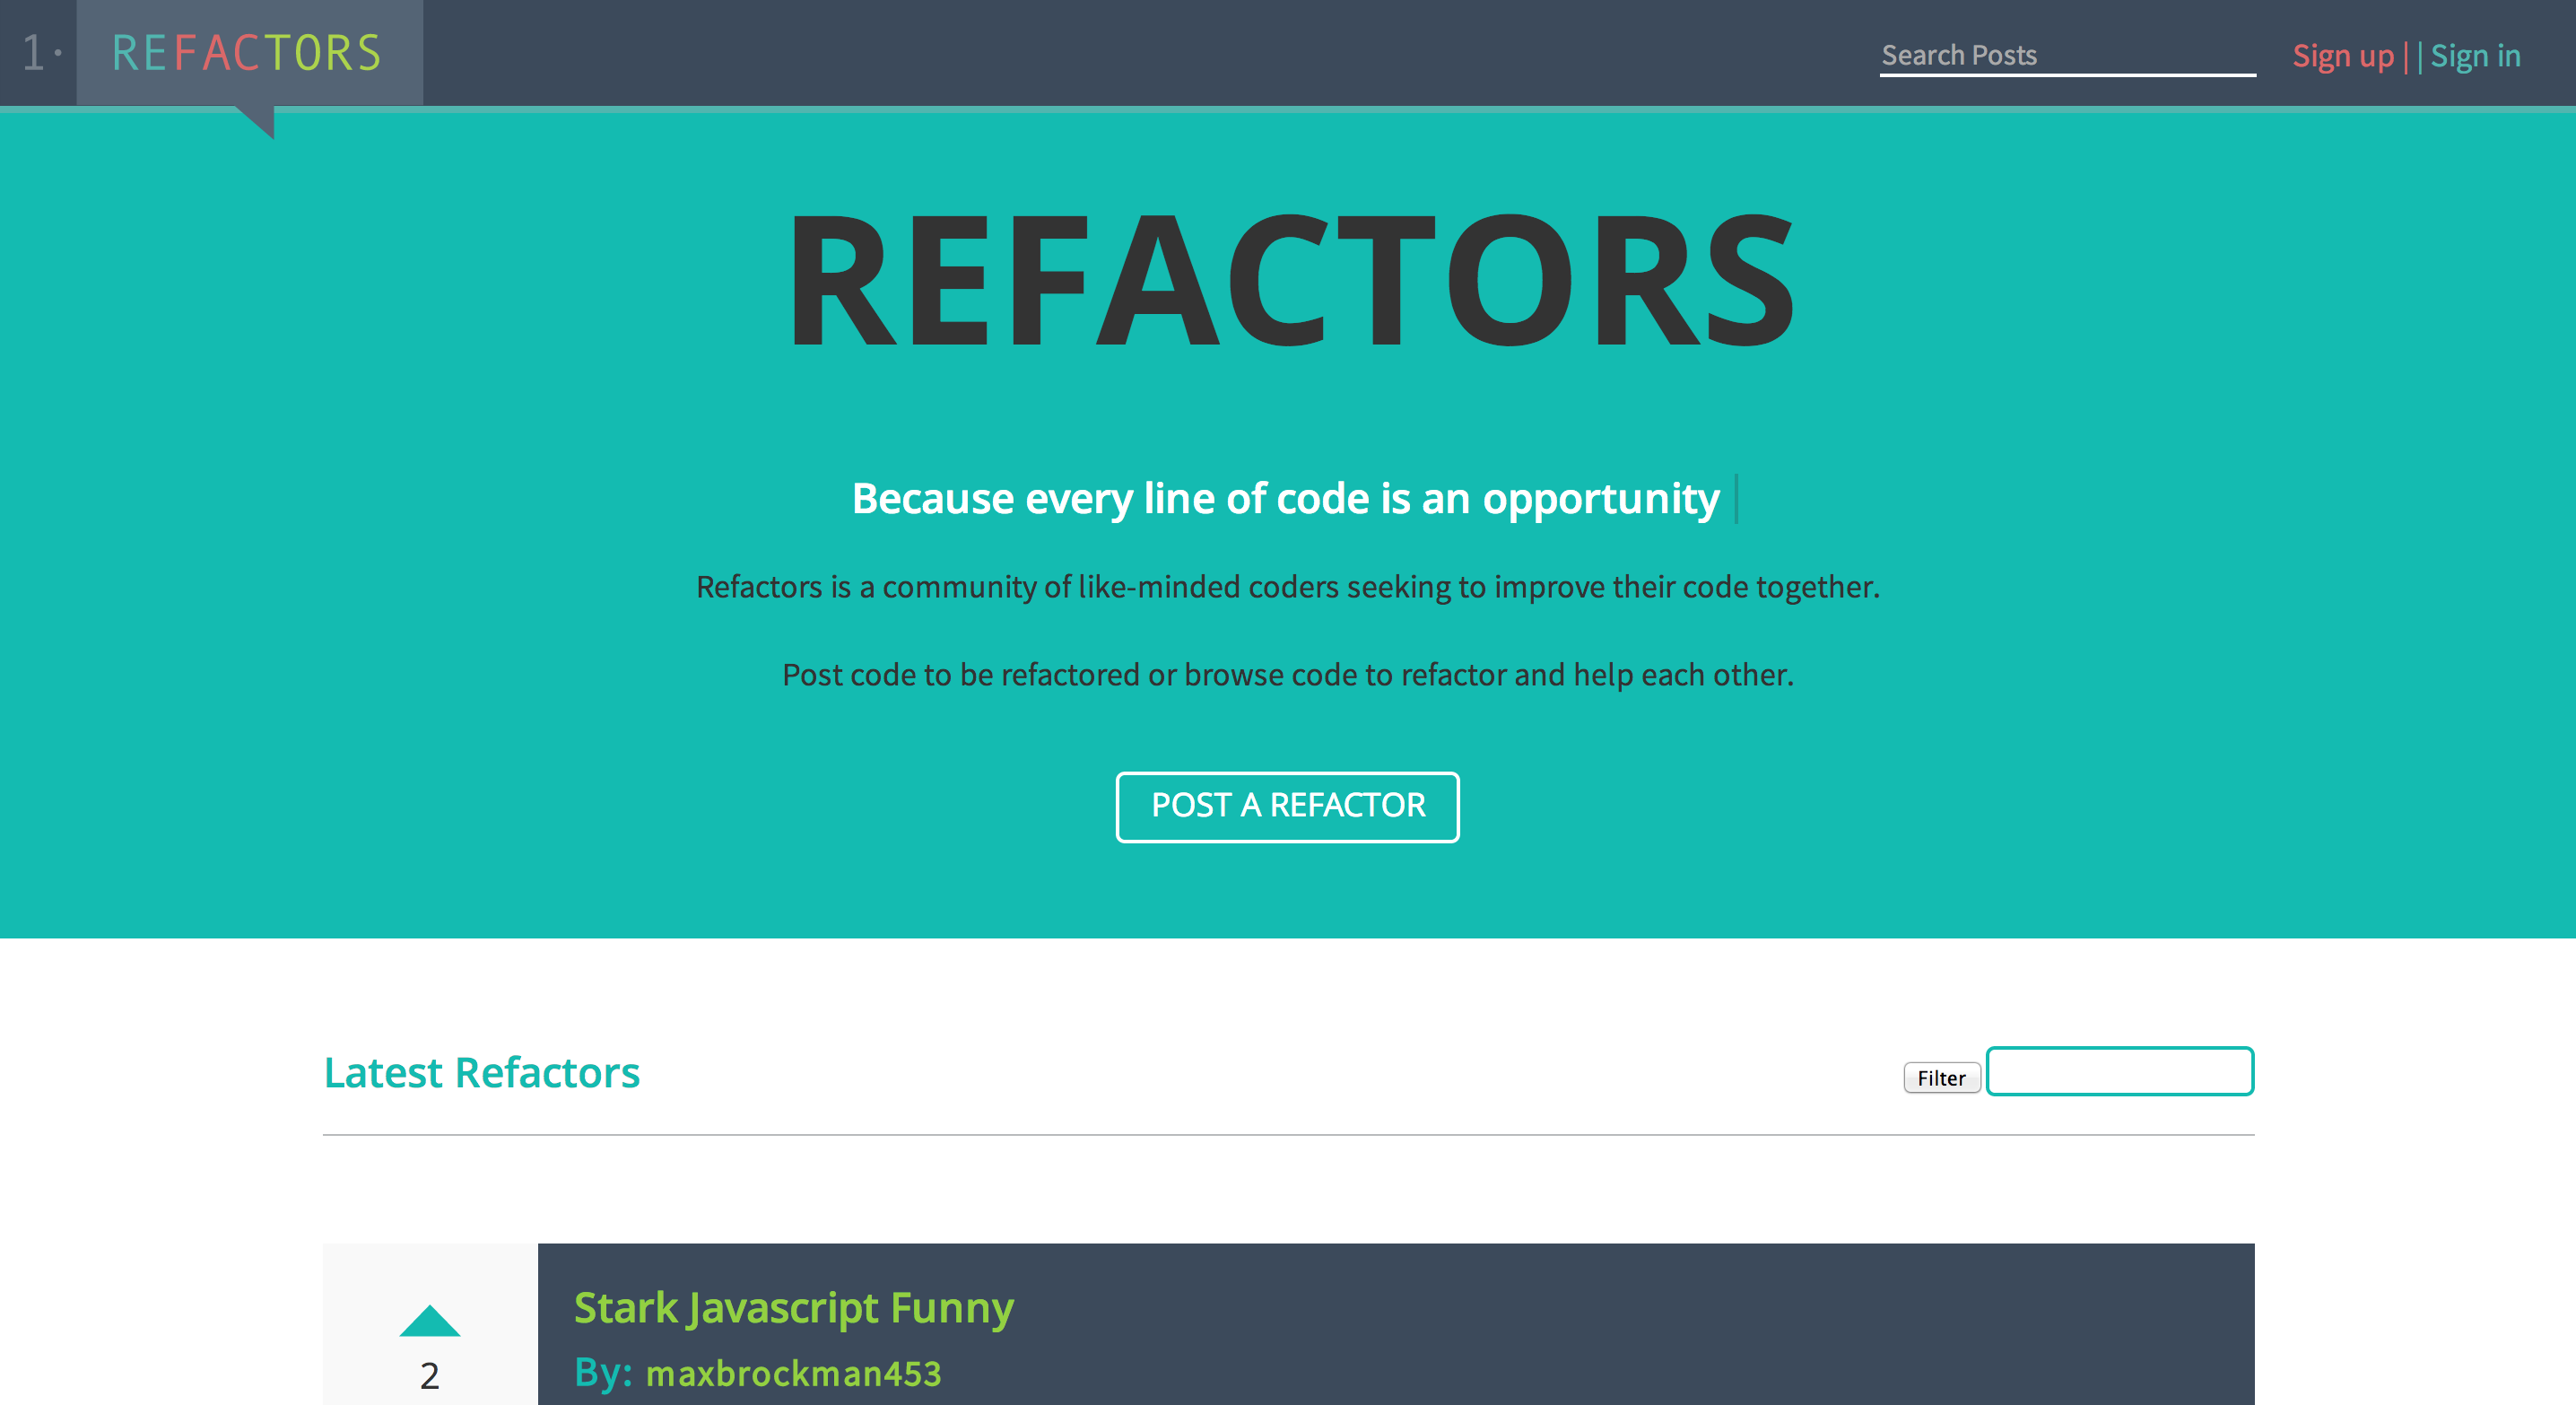 1· REFACTORS
Search Posts
Sign up | | Sign in
REFACTORS
Because every line of code is an opportunity |
Refactors is a community of like-minded coders seeking to improve their code together.
Post code to be refactored or browse code to refactor and help each other.
POST A REFACTOR
Latest Refactors
Filter
Stark Javascript Funny
2
By: maxbrockman453